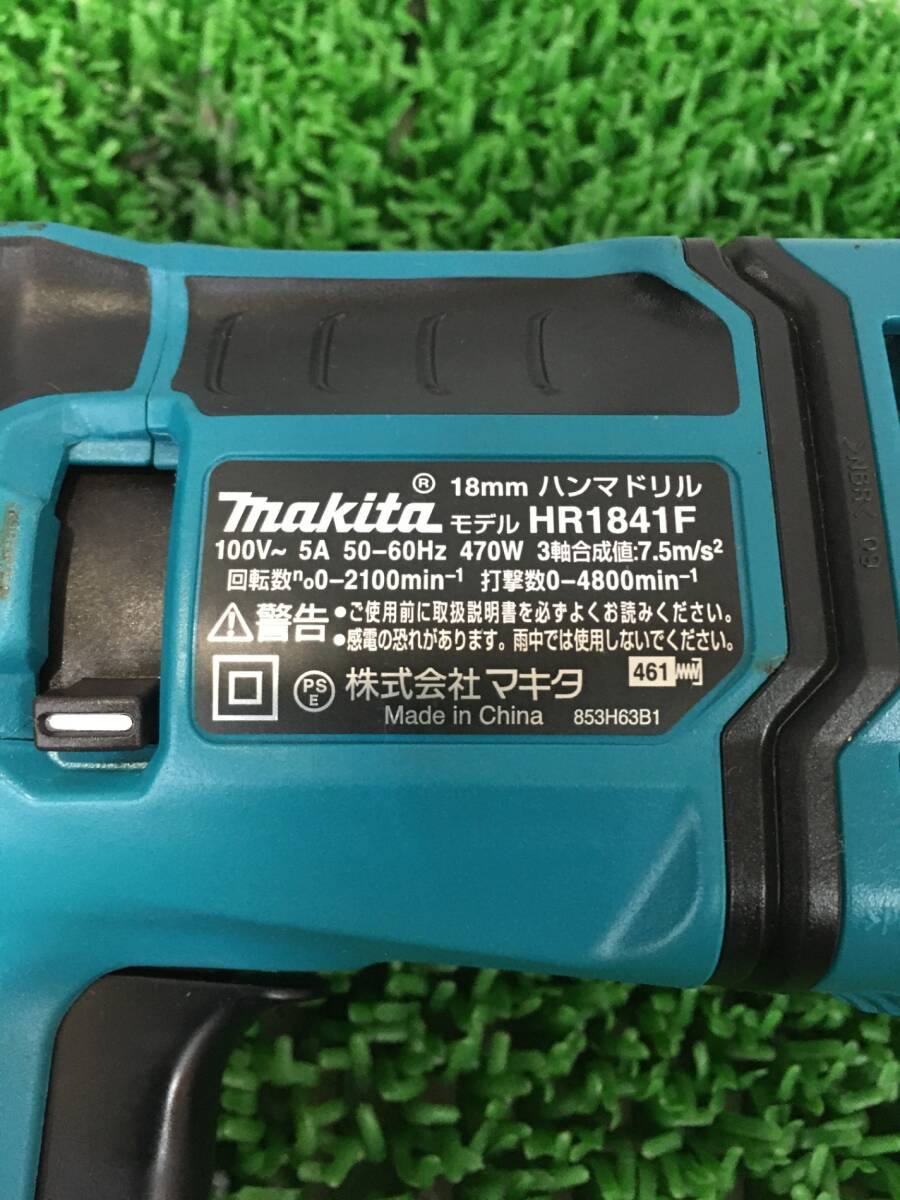 makita® 18mm ハンマドリル
モデル HR1841F
100V~ 5A 50-60Hz 470W 3軸合成値:7.5m/s²
回転数 n₀0-2100min⁻¹ 打撃数0-4800min⁻¹
警告 ●ご使用前に取扱説明書を必ずよくお読みください。
●感電の恐れがあります。雨中では使用しないでください。
PS
E
株式会社マキタ
461
Made in China 853H63B1
>NBR<